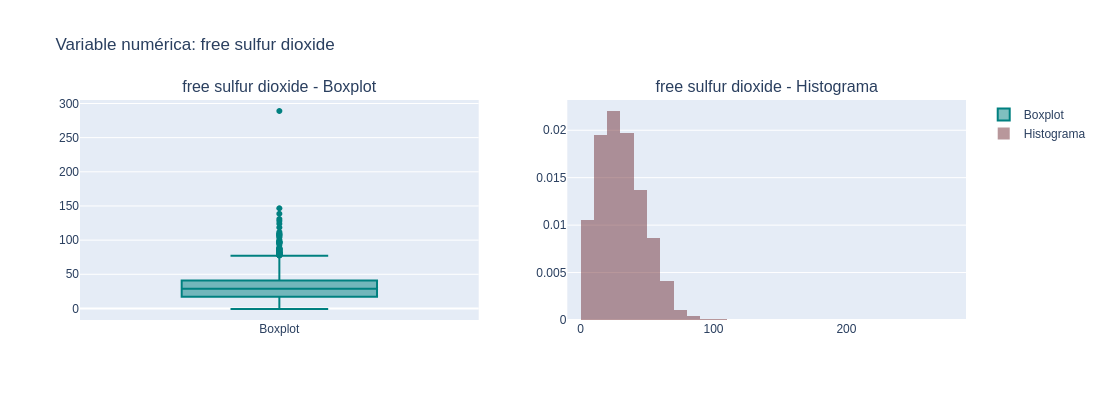 Variable numérica: free sulfur dioxide
free sulfur dioxide - Boxplot
300
250
200
150
100
50
0
Boxplot
free sulfur dioxide - Histograma
0.02
0.015
0.01
0.005
0
0
100
200
Boxplot
Histograma